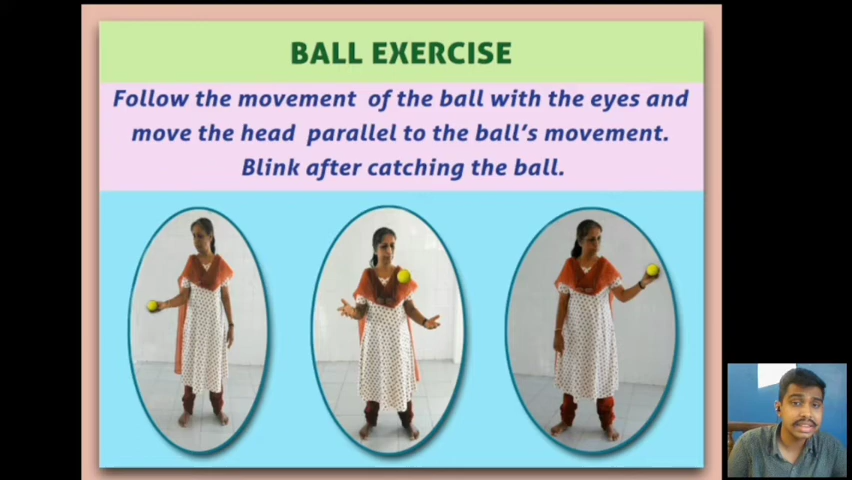 BALL EXERCISE
Follow the movement of the ball with the eyes and
move the head parallel to the ball's movement.
Blink after catching the ball.